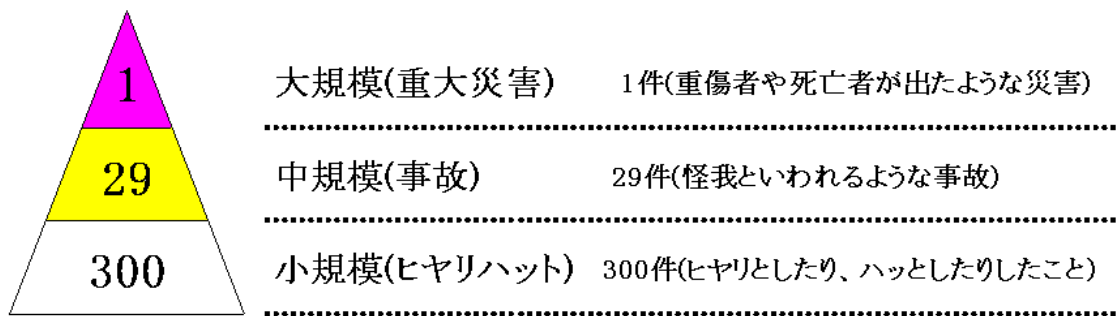 1 大規模(重大災害) 1件(重傷者や死亡者が出たような災害)
29 中規模(事故) 29件(怪我といわれるような事故)
300 小規模(ヒヤリハット) 300件(ヒヤリとしたり、ハッとしたりしたこと)